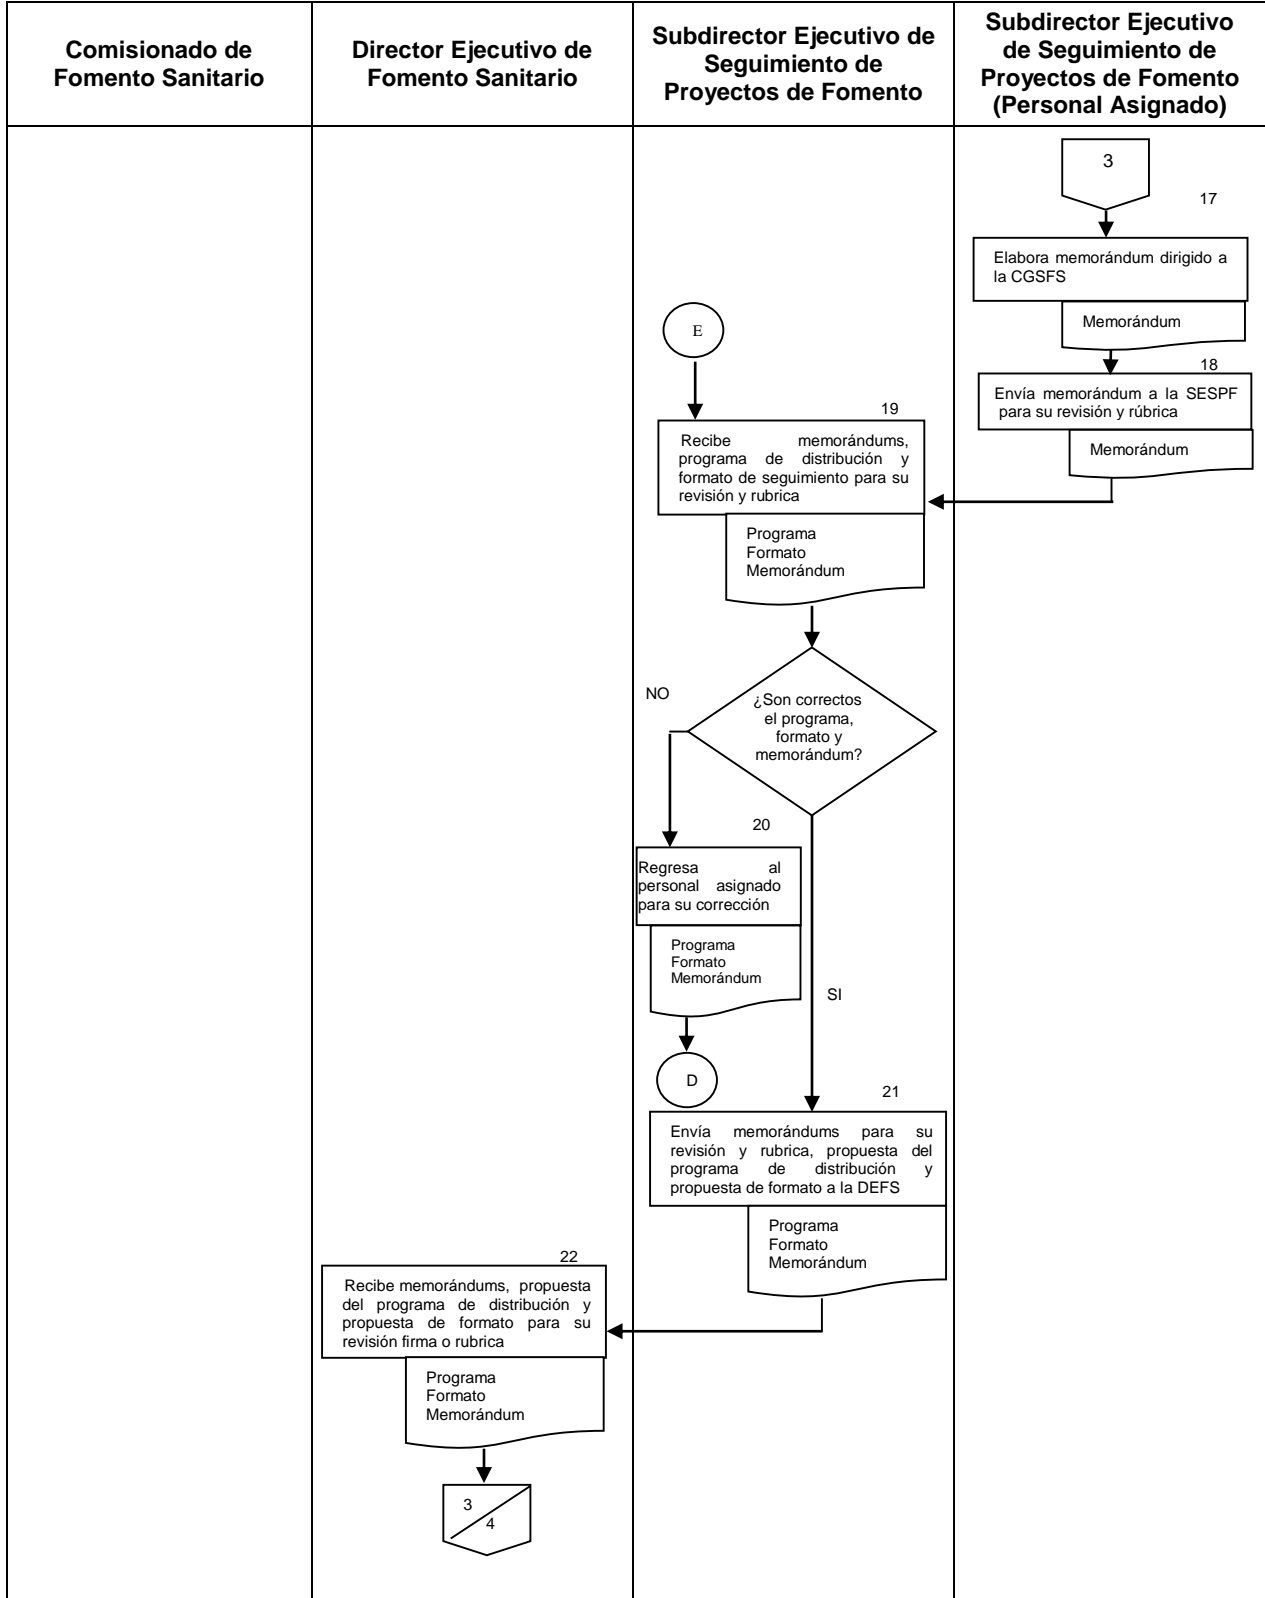 Comisionado de
Fomento Sanitario
Director Ejecutivo de
Fomento Sanitario
Subdirector Ejecutivo de
Seguimiento de
Proyectos de Fomento
Subdirector Ejecutivo
de Seguimiento de
Proyectos de Fomento
(Personal Asignado)
3
17
Elabora memorándum dirigido a
la CGSFS
Memorándum
18
Envía memorándum a la SESPF
para su revisión y rúbrica
Memorándum
E
19
Recibe memorándums,
programa de distribución y
formato de seguimiento para su
revisión y rubrica
Programa
Formato
Memorándum
¿Son correctos
el programa,
formato y
memorándum?
NO
20
Regresa al
personal asignado
para su corrección
Programa
Formato
Memorándum
D
SI
21
Envía memorándums para su
revisión y rubrica, propuesta del
programa de distribución y
propuesta de formato a la DEFS
Programa
Formato
Memorándum
22
Recibe memorándums, propuesta
del programa de distribución y
propuesta de formato para su
revisión firma o rubrica
Programa
Formato
Memorándum
3
4